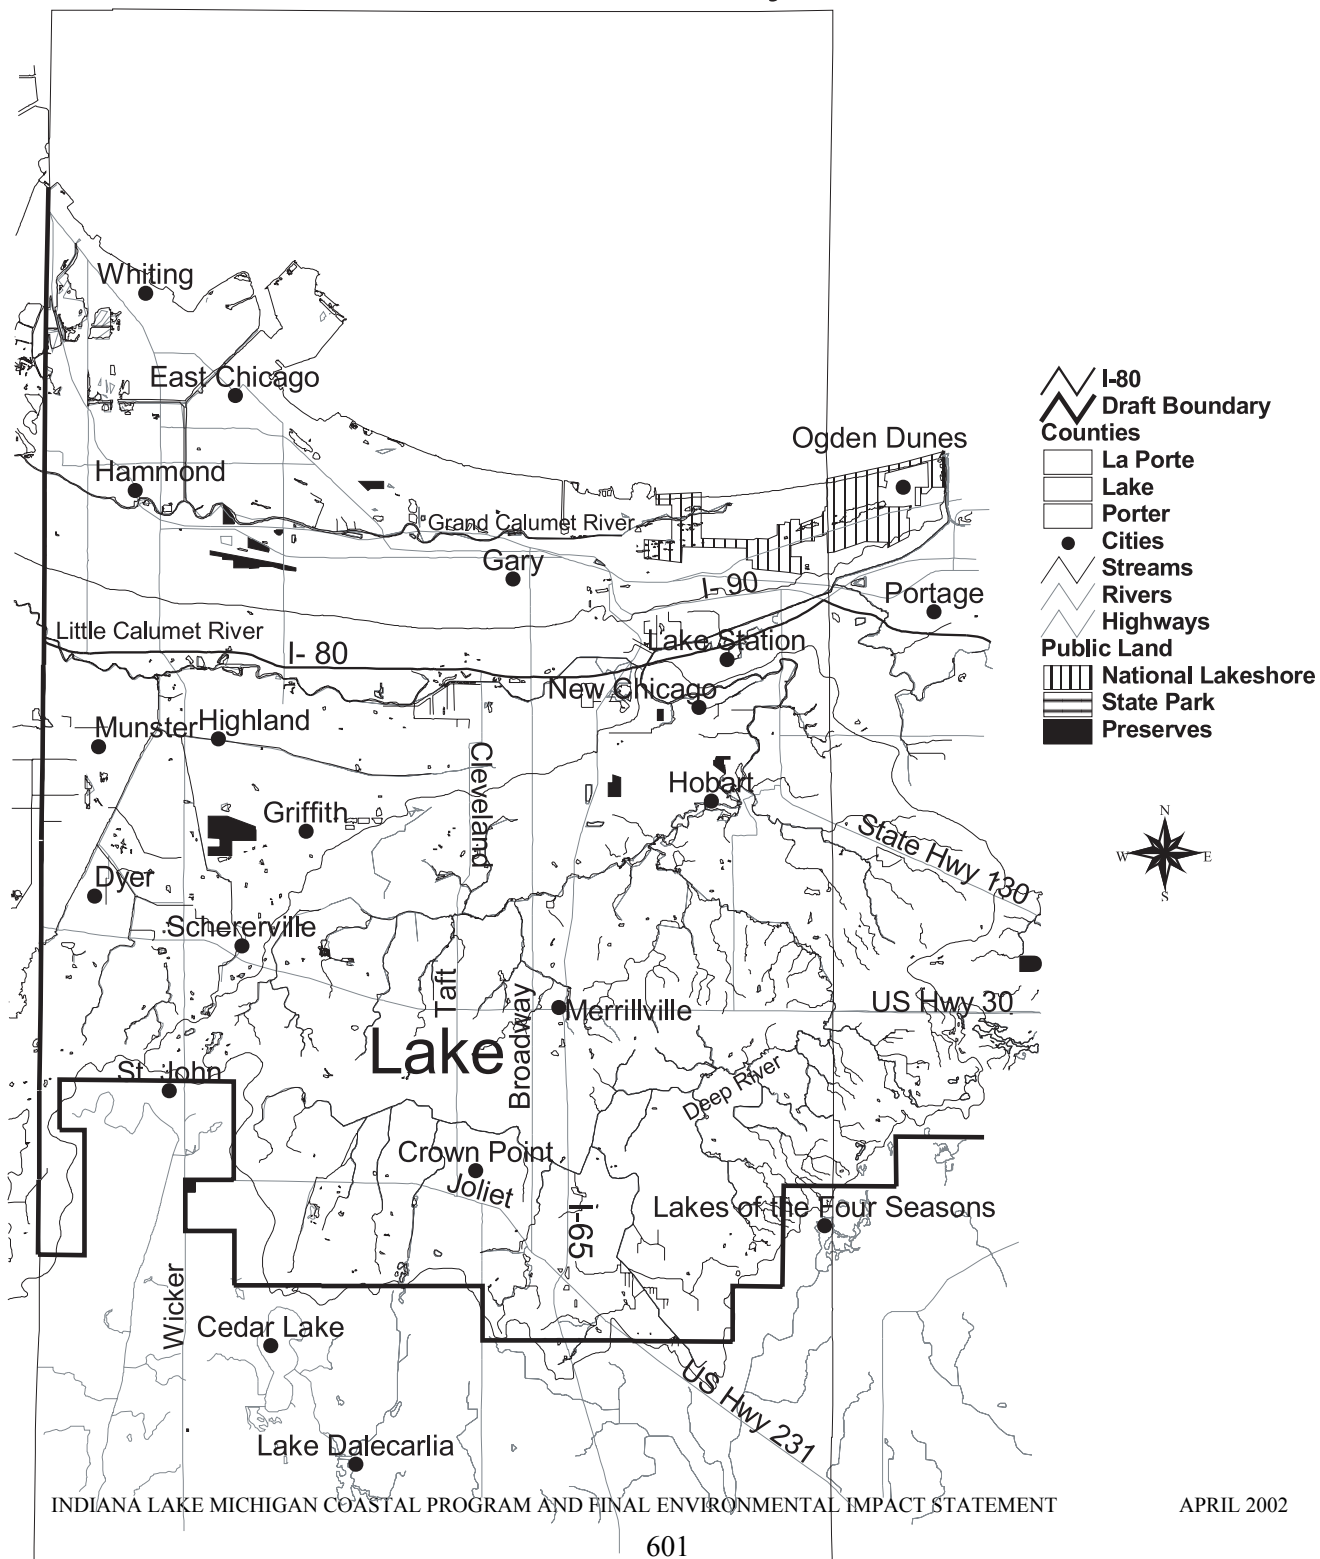 Whiting
East Chicago
Hammond
Ogden Dunes
Grand Calumet River
Gary
I- 90
Portage
Little Calumet River
I- 80
Lake Station
New Chicago
Munster
Highland
Cleveland
Hobart
Griffith
State Hwy 130
Dyer
Schererville
Taft
Broadway
Merrillville
US Hwy 30
Lake
St. John
Deep River
Crown Point
Joliet
Lakes of the Four Seasons
I-65
Wicker
Cedar Lake
US Hwy 231
Lake Dalecarlia
I-80
Draft Boundary
Counties
La Porte
Lake
Porter
Cities
Streams
Rivers
Highways
Public Land
National Lakeshore
State Park
Preserves
N
W
E
S
INDIANA LAKE MICHIGAN COASTAL PROGRAM AND FINAL ENVIRONMENTAL IMPACT STATEMENT APRIL 2002
601